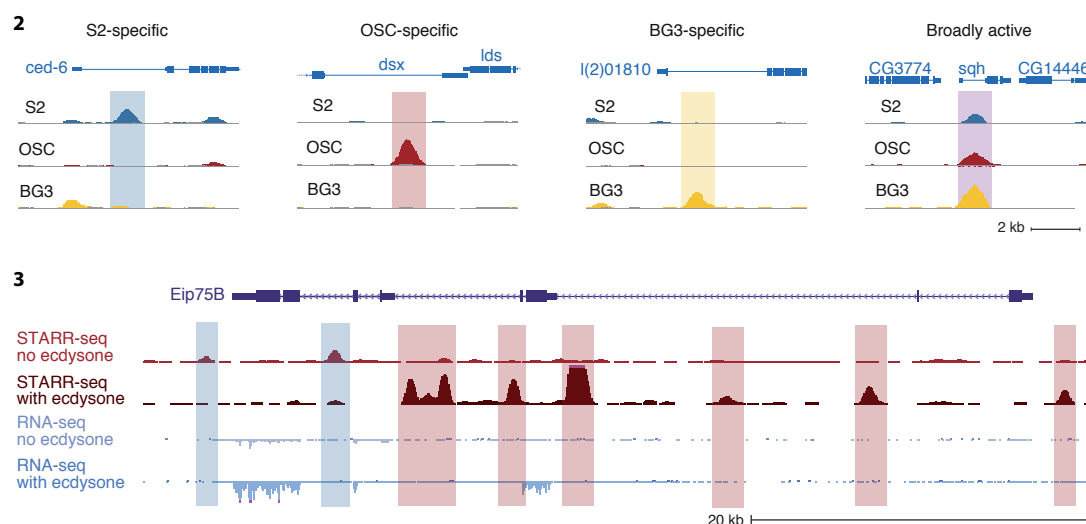 2
S2-specific
OSC-specific
BG3-specific
Broadly active
ced-6
dsx
lds
l(2)01810
CG3774
sqh
CG14446
S2
OSC
BG3
S2
OSC
BG3
S2
OSC
BG3
S2
OSC
BG3
2 kb
3
Eip75B
STARR-seq
no ecdysone
STARR-seq
with ecdysone
RNA-seq
no ecdysone
RNA-seq
with ecdysone
20 kb